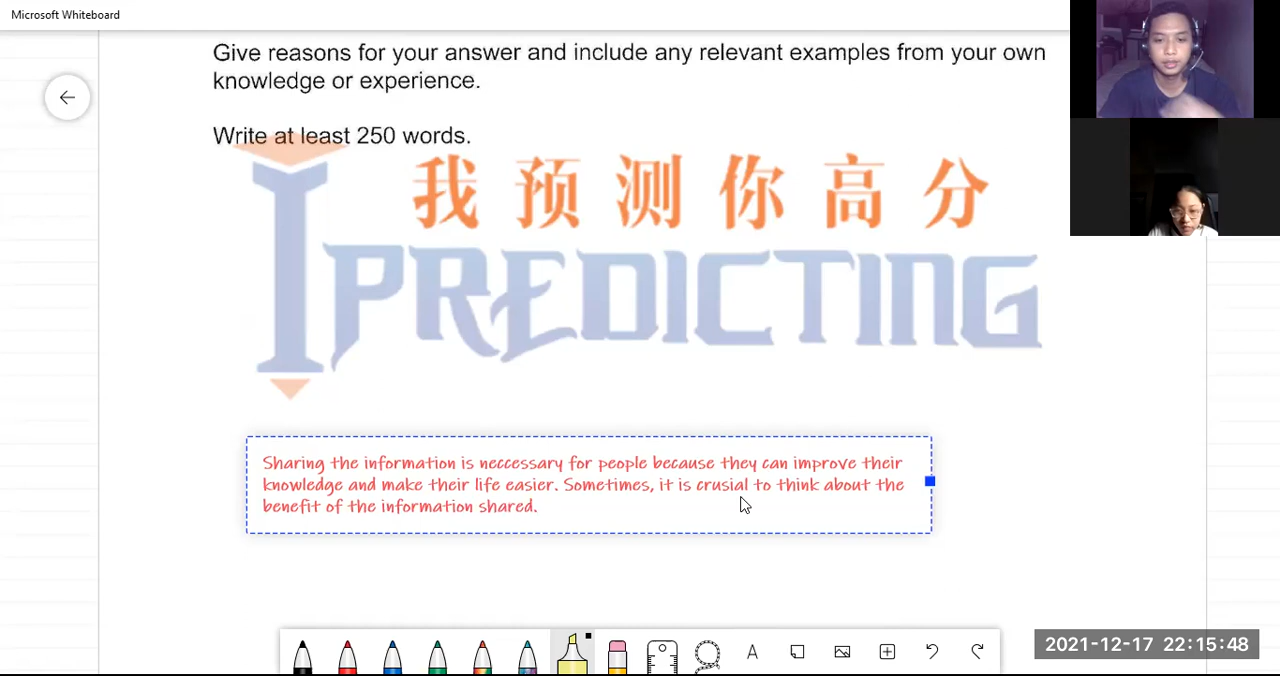 Microsoft Whiteboard
Give reasons for your answer and include any relevant examples from your own
knowledge or experience.
Write at least 250 words.
我预测你高分
IPREDICTING
Sharing the information is neccessary for people because they can improve their
knowledge and make their life easier. Sometimes, it is crusial to think about the
benefit of the information shared.
A
2021-12-17 22:15:48